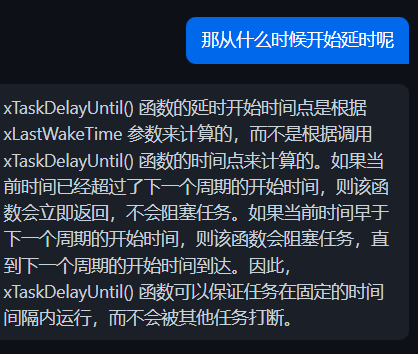 那从什么时候开始延时呢
xTaskDelayUntil() 函数的延时开始时间点是根据
xLastWakeTime 参数来计算的，而不是根据调用
xTaskDelayUntil() 函数的时间点来计算的。如果当
前时间已经超过了下一个周期的开始时间，则该函
数会立即返回，不会阻塞任务。如果当前时间早于
下一个周期的开始时间，则该函数会阻塞任务，直
到下一个周期的开始时间到达。因此，
xTaskDelayUntil() 函数可以保证任务在固定的时间
间隔内运行，而不会被其他任务打断。